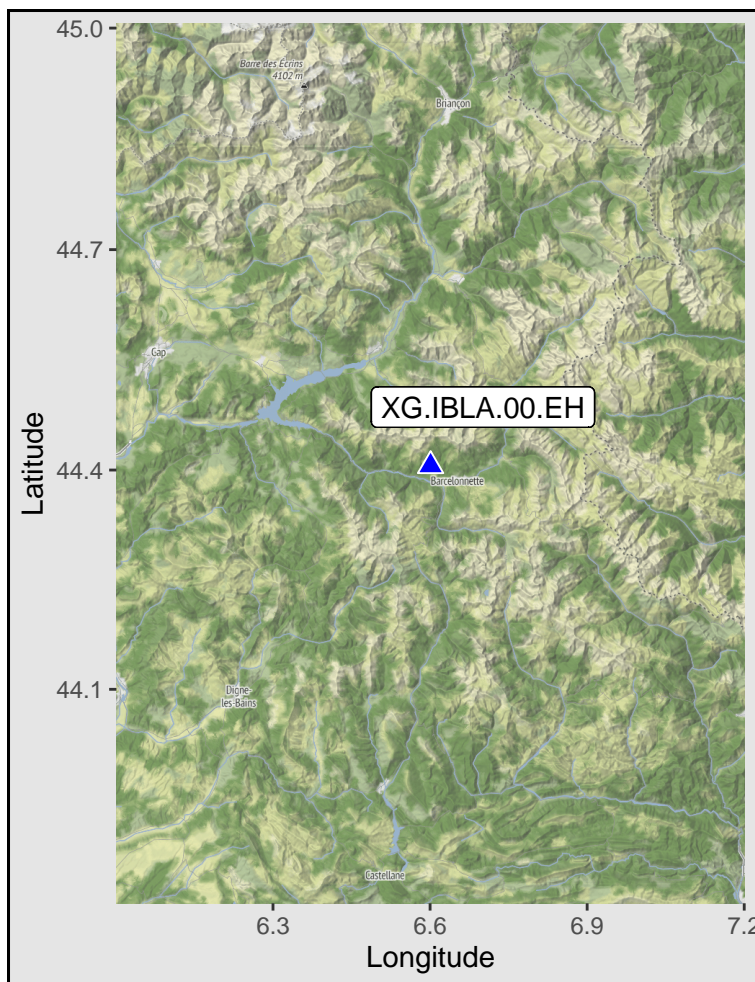 45.0
Barre des Écrins
4102 m
Briançon
44.7
Gap
XG.IBLA.00.EH
44.4
Barcelonnette
44.1
Digne-
les-Bains
Castellane
6.3
6.6
6.9
7.2
Longitude
Latitude